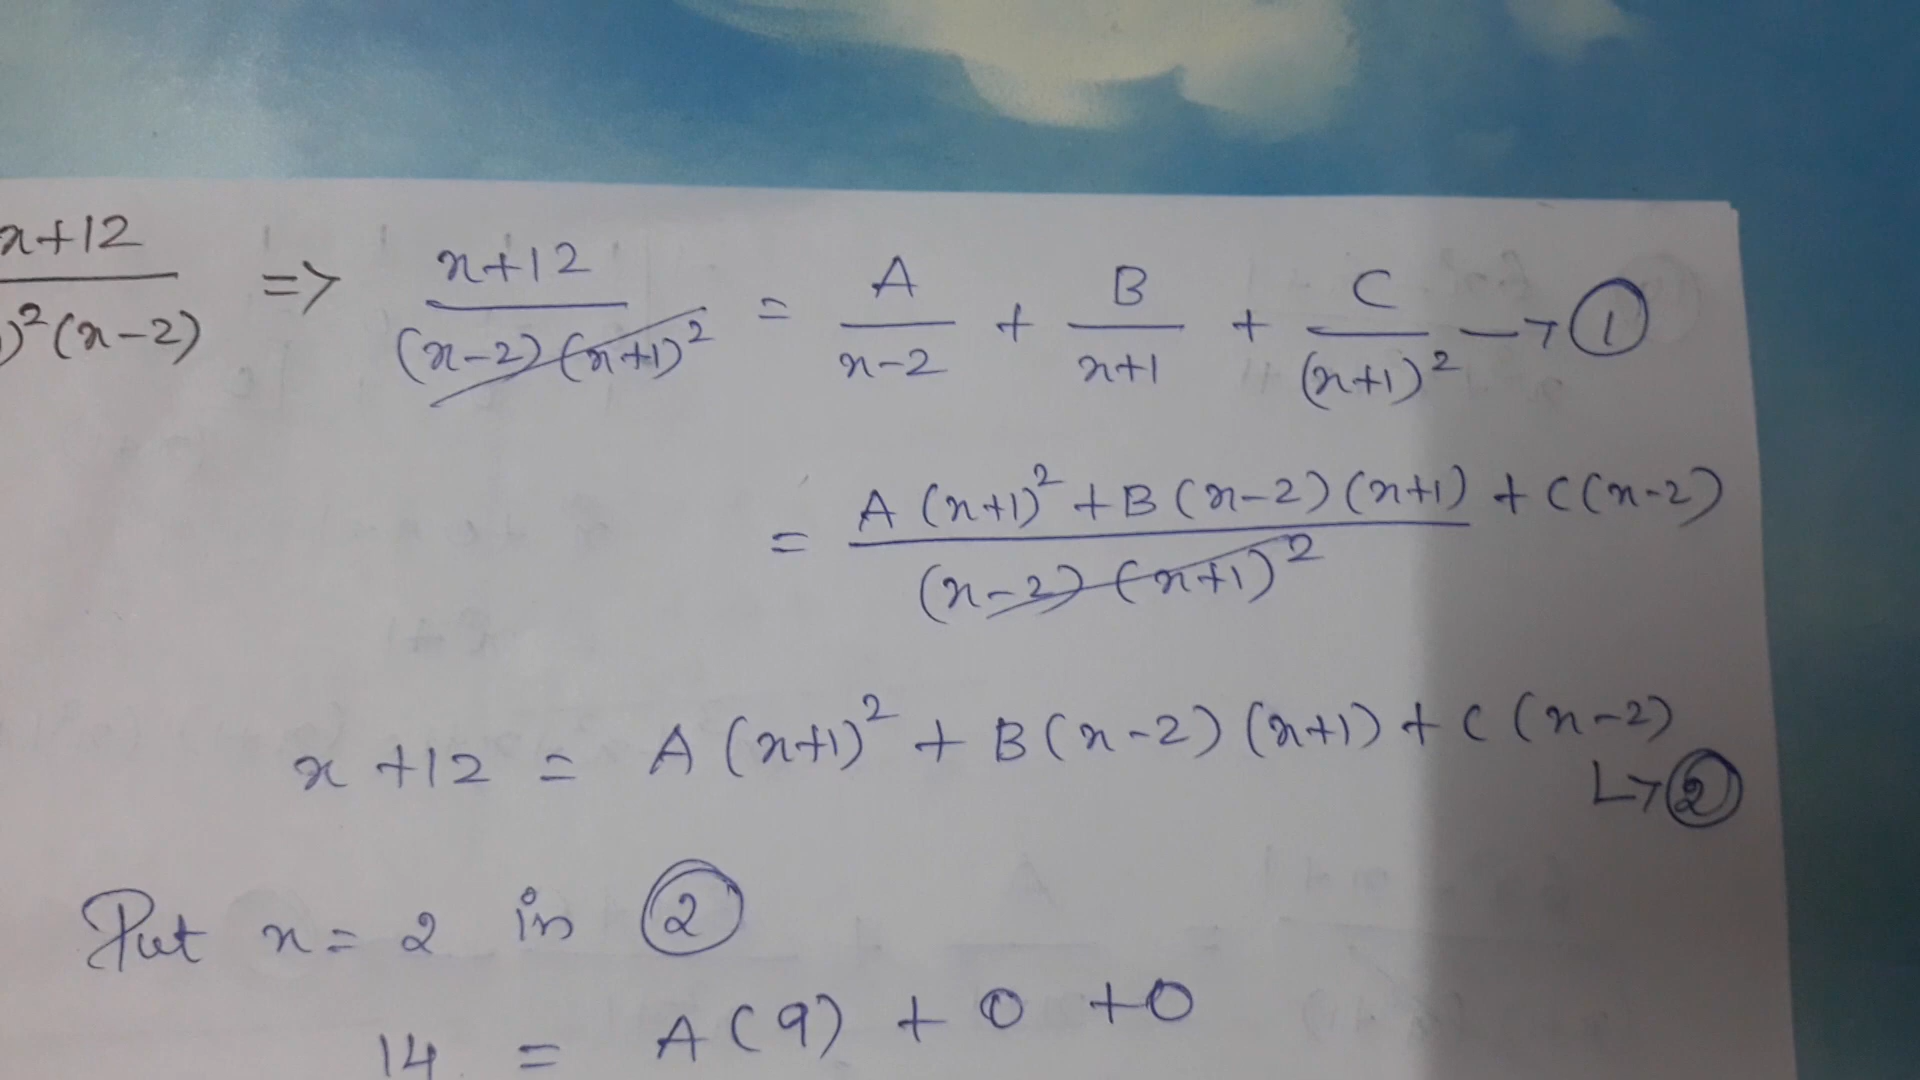 x+12 / )²(x-2) => x+12 / (x-2)(x+1)² = A / x-2 + B / x+1 + C / (x+1)² → ①
= A(x+1)² + B(x-2)(x+1) + C(x-2) / (x-2)(x+1)²
x+12 = A(x+1)² + B(x-2)(x+1) + C(x-2)
↳ ②
Put x = 2 in ②
14 = A(9) + 0 + 0